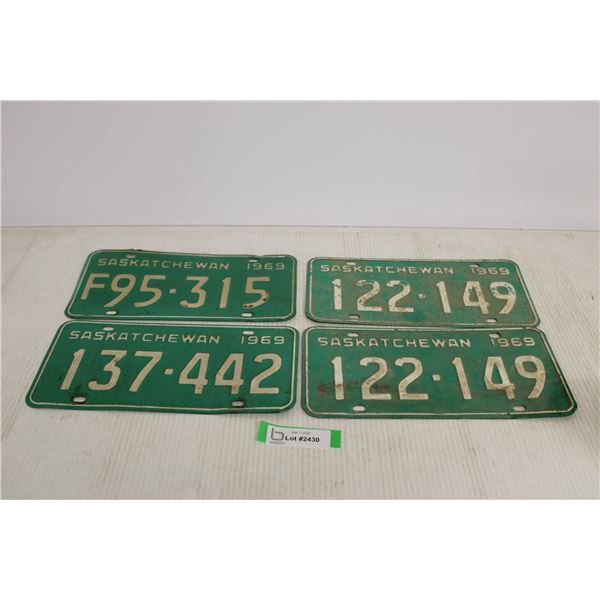 SASKATCHEWAN 1969
F95-315
SASKATCHEWAN 1969
122-149
SASKATCHEWAN 1969
137-442
SASKATCHEWAN 1969
122-149
b
Lot #2430